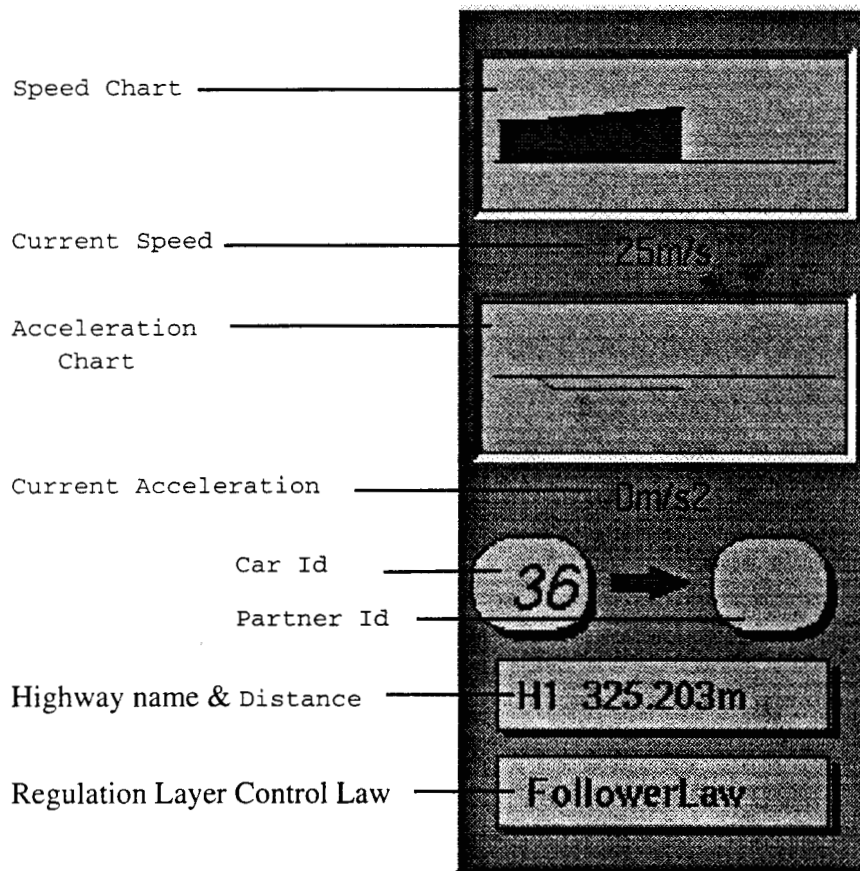 Speed Chart
Current Speed
25m/s
Acceleration
Chart
Current Acceleration
0m/s2
Car Id
36
Partner Id
Highway name & Distance
H1 325.203m
Regulation Layer Control Law
FollowerLaw